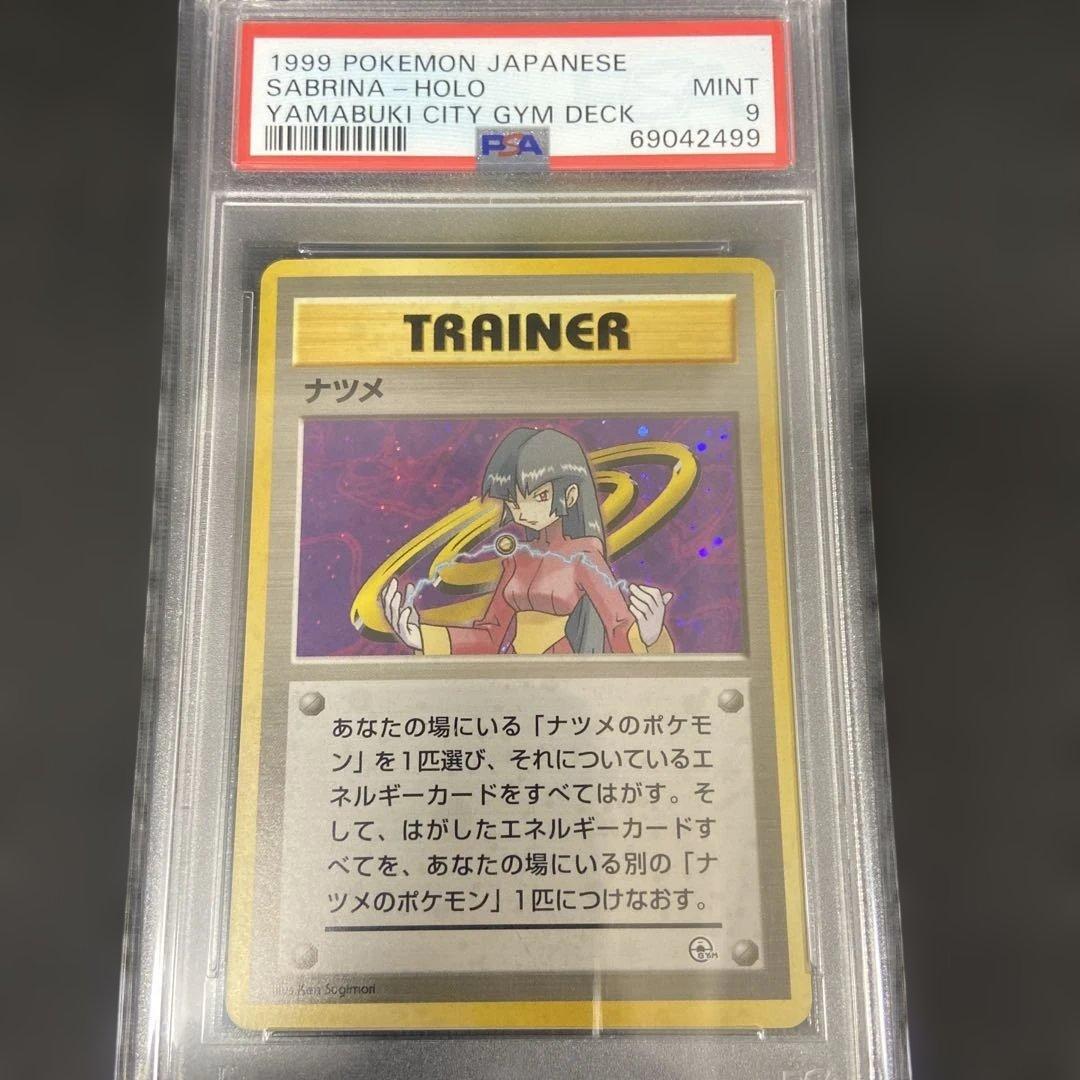 1999 POKEMON JAPANESE
SABRINA - HOLO MINT
YAMABUKI CITY GYM DECK 9
PSA 69042499
TRAINER
ナツメ
あなたの場にいる「ナツメのポケモ
ン」を1匹選び、それについているエ
ネルギーカードをすべてはがす。そ
して、はがしたエネルギーカードす
べてを、あなたの場にいる別の「ナ
ツメのポケモン」1匹につけなおす。
GYM
Illus. Ken Sugimori